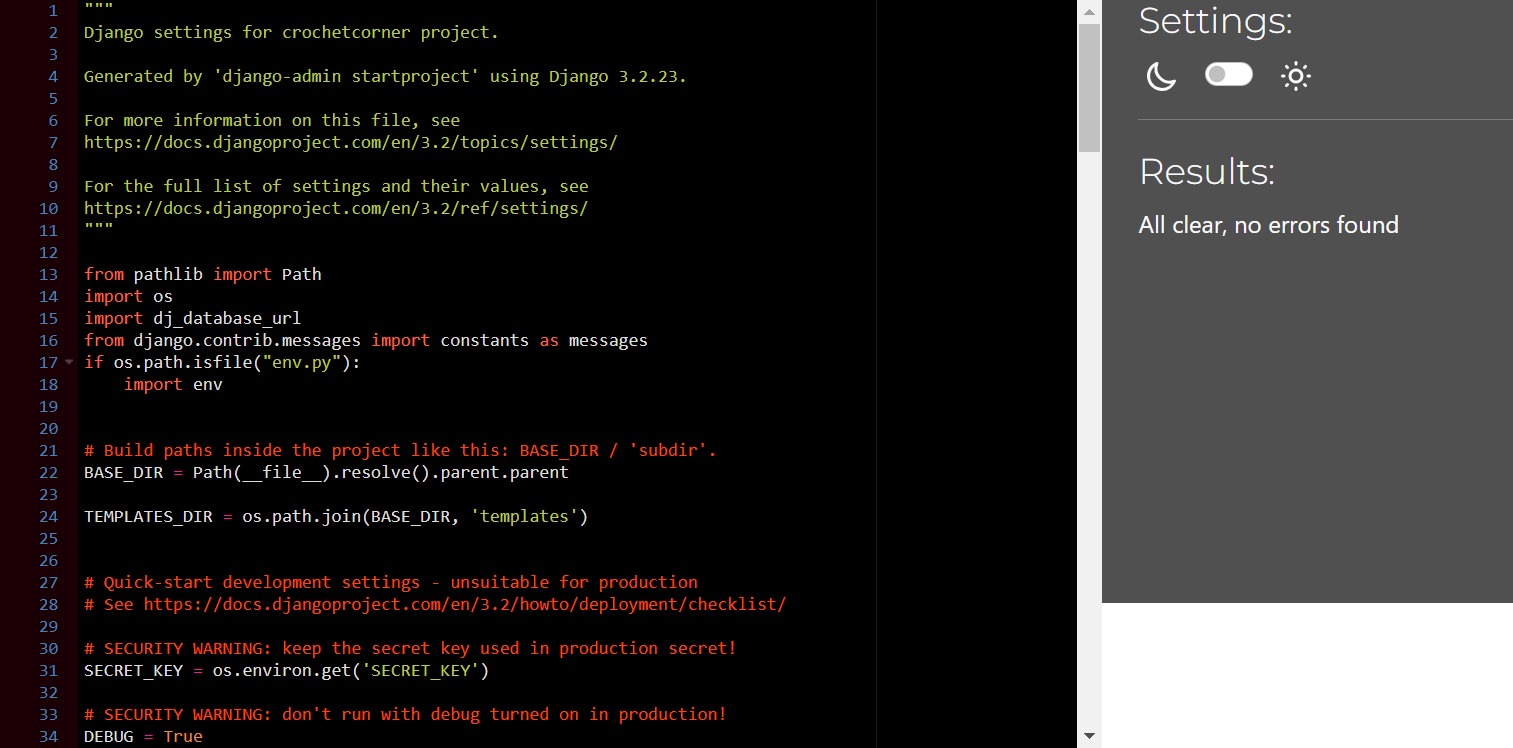 1 """
2 Django settings for crochetcorner project.
3
4 Generated by 'django-admin startproject' using Django 3.2.23.
5
6 For more information on this file, see
7 https://docs.djangoproject.com/en/3.2/topics/settings/
8
9 For the full list of settings and their values, see
10 https://docs.djangoproject.com/en/3.2/ref/settings/
11 """
12
13 from pathlib import Path
14 import os
15 import dj_database_url
16 from django.contrib.messages import constants as messages
17 if os.path.isfile("env.py"):
18     import env
19
20
21 # Build paths inside the project like this: BASE_DIR / 'subdir'.
22 BASE_DIR = Path(__file__).resolve().parent.parent
23
24 TEMPLATES_DIR = os.path.join(BASE_DIR, 'templates')
25
26
27 # Quick-start development settings - unsuitable for production
28 # See https://docs.djangoproject.com/en/3.2/howto/deployment/checklist/
29
30 # SECURITY WARNING: keep the secret key used in production secret!
31 SECRET_KEY = os.environ.get('SECRET_KEY')
32
33 # SECURITY WARNING: don't run with debug turned on in production!
34 DEBUG = True
Settings:
Results:
All clear, no errors found